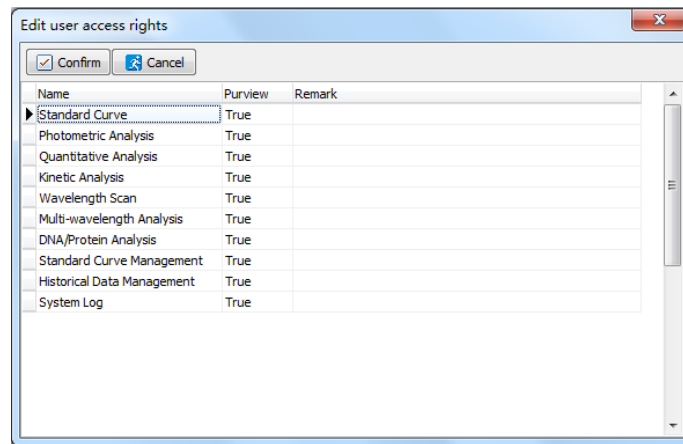 Edit user access rights
Confirm Cancel
Name Purview Remark
Standard Curve True
Photometric Analysis True
Quantitative Analysis True
Kinetic Analysis True
Wavelength Scan True
Multi-wavelength Analysis True
DNA/Protein Analysis True
Standard Curve Management True
Historical Data Management True
System Log True